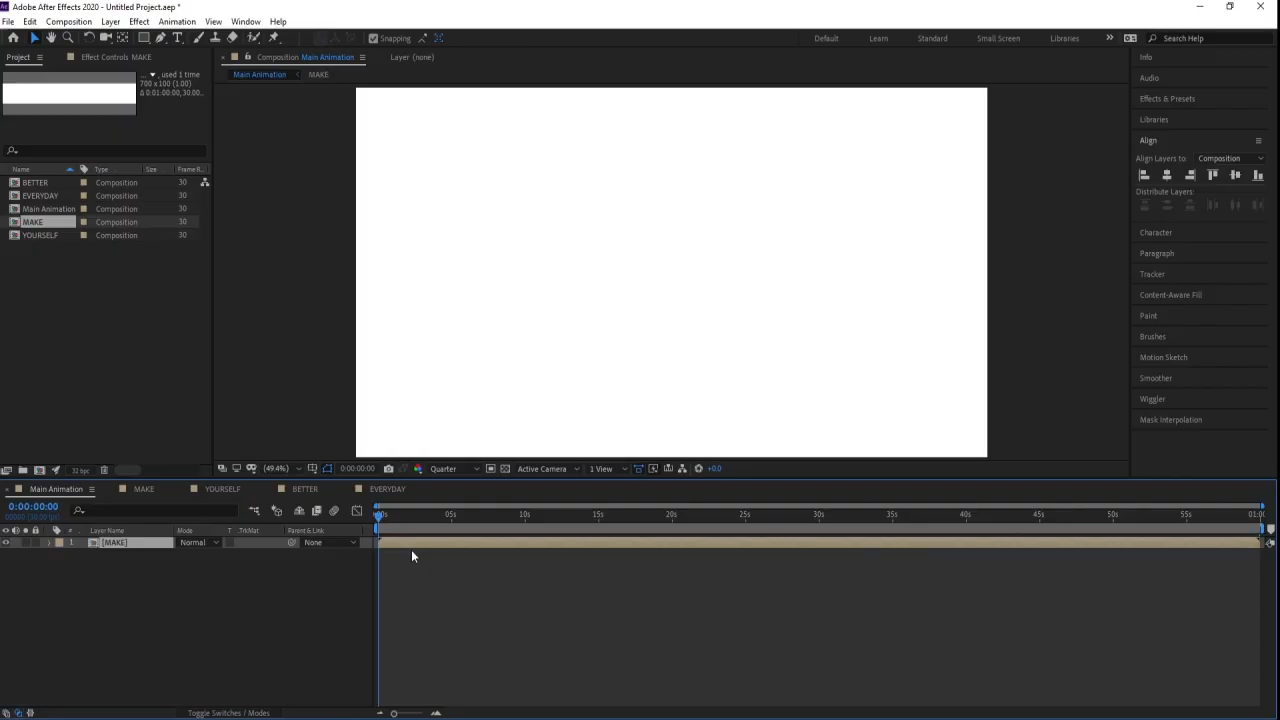 Adobe After Effects 2020 - Untitled Project.aep *
File Edit Composition Layer Effect Animation View Window Help
Snapping Default Learn Standard Small Screen Libraries Search Help
Project Effect Controls MAKE Composition Main Animation Layer (none) Info
Main Animation MAKE
... , used 1 time
700 x 100 (1.00)
Δ 0:01:00:00, 30.00...
Audio
Effects & Presets
Libraries
Align
Align Layers to: Composition
Distribute Layers:
Character
Paragraph
Tracker
Content-Aware Fill
Paint
Brushes
Motion Sketch
Smoother
Wiggler
Mask Interpolation
Name Type Size Frame R...
BETTER Composition 30
EVERYDAY Composition 30
Main Animation Composition 30
MAKE Composition 30
YOURSELF Composition 30
32 bpc (49.4%) 0:00:00:00 Quarter Active Camera 1 View +0.0
Main Animation MAKE YOURSELF BETTER EVERYDAY
0:00:00:00
00000 (30.00 fps)
05s 10s 15s 20s 25s 30s 35s 40s 45s 50s 55s
# Layer Name Mode T TrkMat Parent & Link
1 [MAKE] Normal None
Toggle Switches / Modes